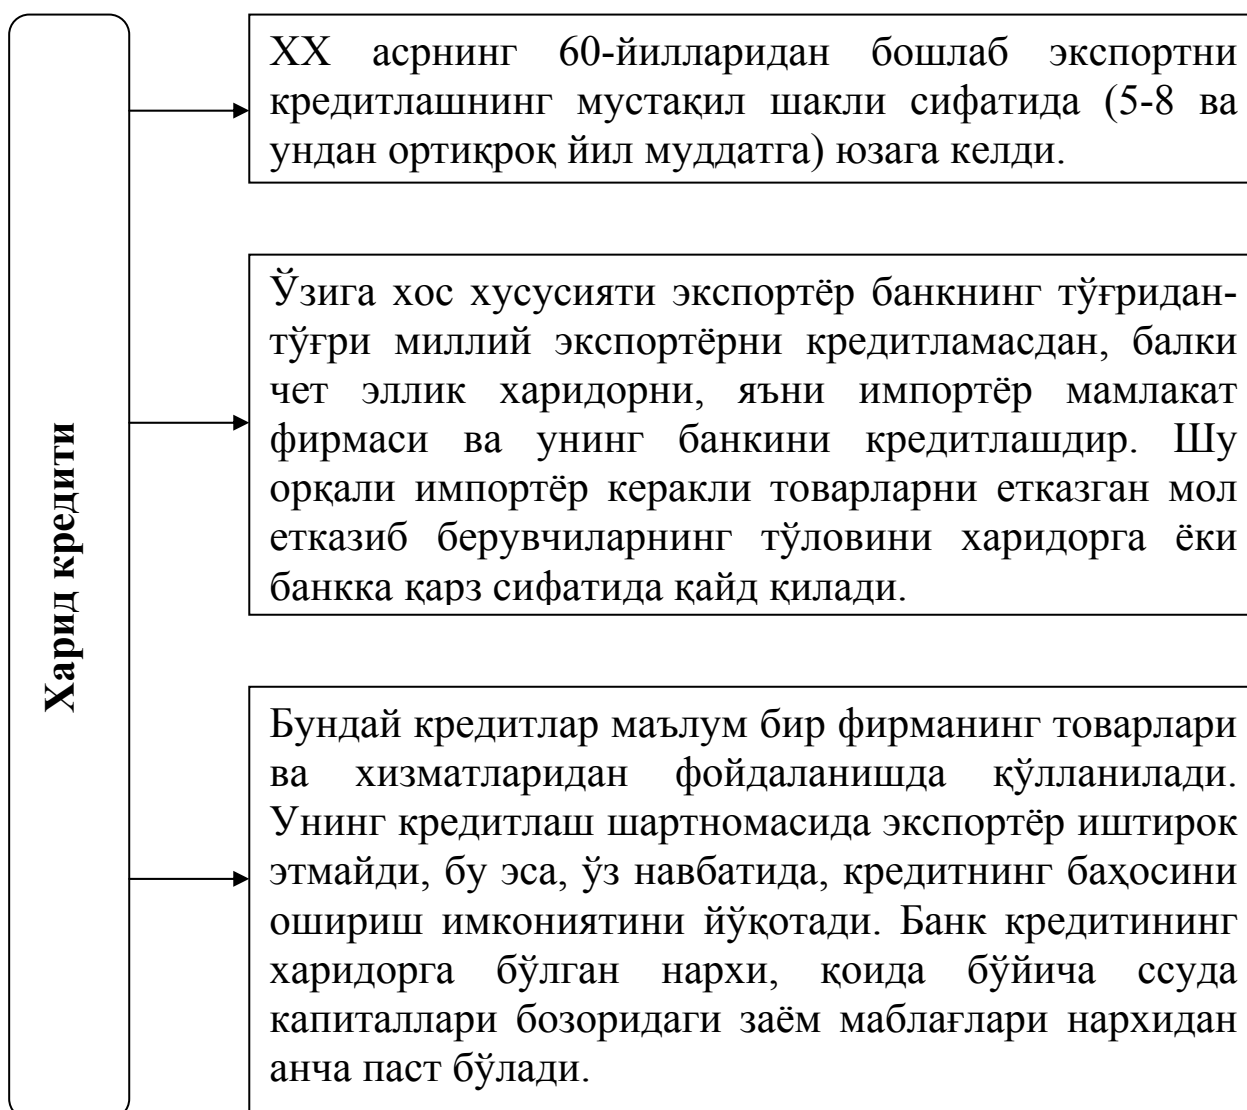 Харид кредити
XX асрнинг 60-йилларидан бошлаб экспортни
кредитлашнинг мустақил шакли сифатида (5-8 ва
ундан ортиқроқ йил муддатга) юзага келди.
Ўзига хос хусусияти экспортёр банкнинг тўғридан-
тўғри миллий экспортёрни кредитламасдан, балки
чет эллик харидорни, яъни импортёр мамлакат
фирмаси ва унинг банкини кредитлашдир. Шу
орқали импортёр керакли товарларни етказган мол
етказиб берувчиларнинг тўловини харидорга ёки
банкка қарз сифатида қайд қилади.
Бундай кредитлар маълум бир фирманинг товарлари
ва хизматларидан фойдаланишда қўлланилади.
Унинг кредитлаш шартномасида экспортёр иштирок
этмайди, бу эса, ўз навбатида, кредитнинг баҳосини
ошириш имкониятини йўқотади. Банк кредитининг
харидорга бўлган нархи, қоида бўйича ссуда
капиталлари бозоридаги заём маблағлари нархидан
анча паст бўлади.